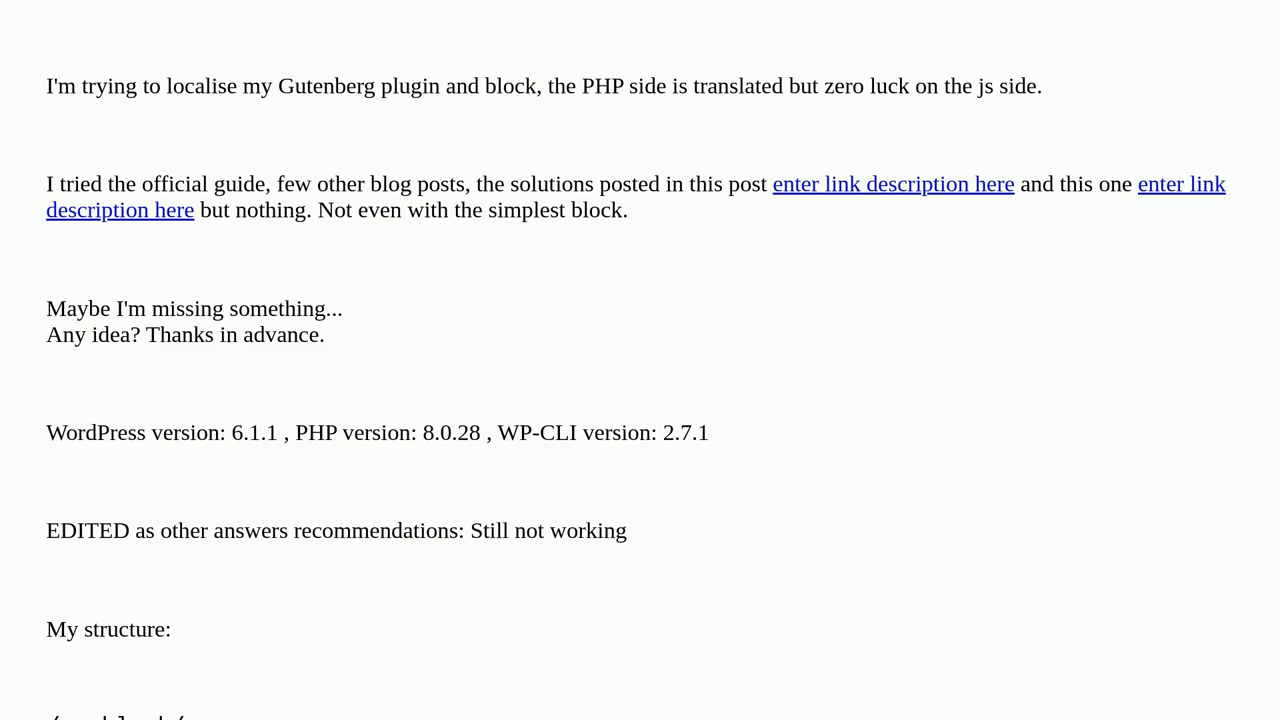 I'm trying to localise my Gutenberg plugin and block, the PHP side is translated but zero luck on the js side.
I tried the official guide, few other blog posts, the solutions posted in this post enter link description here and this one enter link
description here but nothing. Not even with the simplest block.
Maybe I'm missing something...
Any idea? Thanks in advance.
WordPress version: 6.1.1 , PHP version: 8.0.28 , WP-CLI version: 2.7.1
EDITED as other answers recommendations: Still not working
My structure: